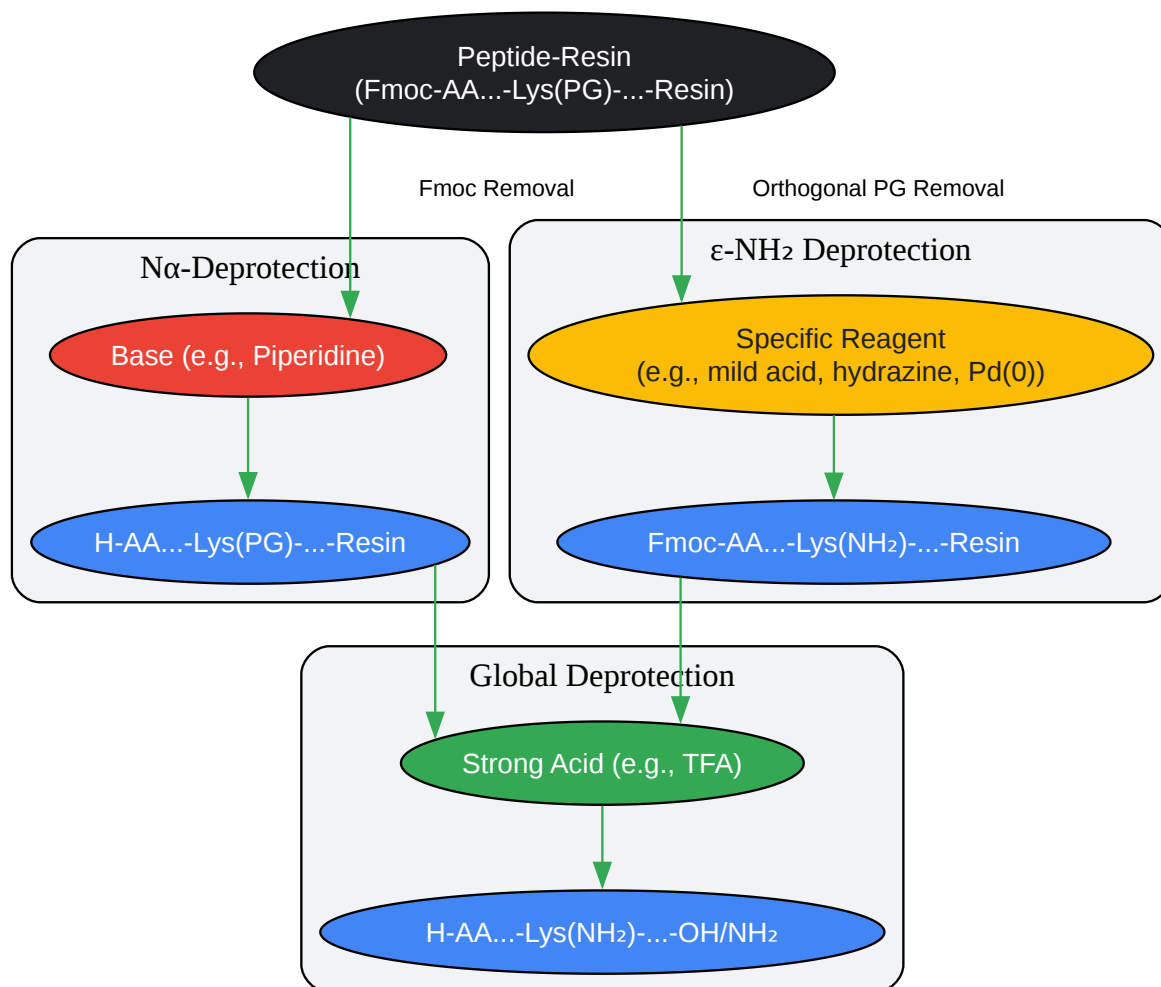 Peptide-Resin
(Fmoc-AA...-Lys(PG)-...-Resin)
Fmoc Removal
Orthogonal PG Removal
Nα-Deprotection
Base (e.g., Piperidine)
H-AA...-Lys(PG)-...-Resin
ε-NH₂ Deprotection
Specific Reagent
(e.g., mild acid, hydrazine, Pd(0))
Fmoc-AA...-Lys(NH₂)-...-Resin
Global Deprotection
Strong Acid (e.g., TFA)
H-AA...-Lys(NH₂)-...-OH/NH₂